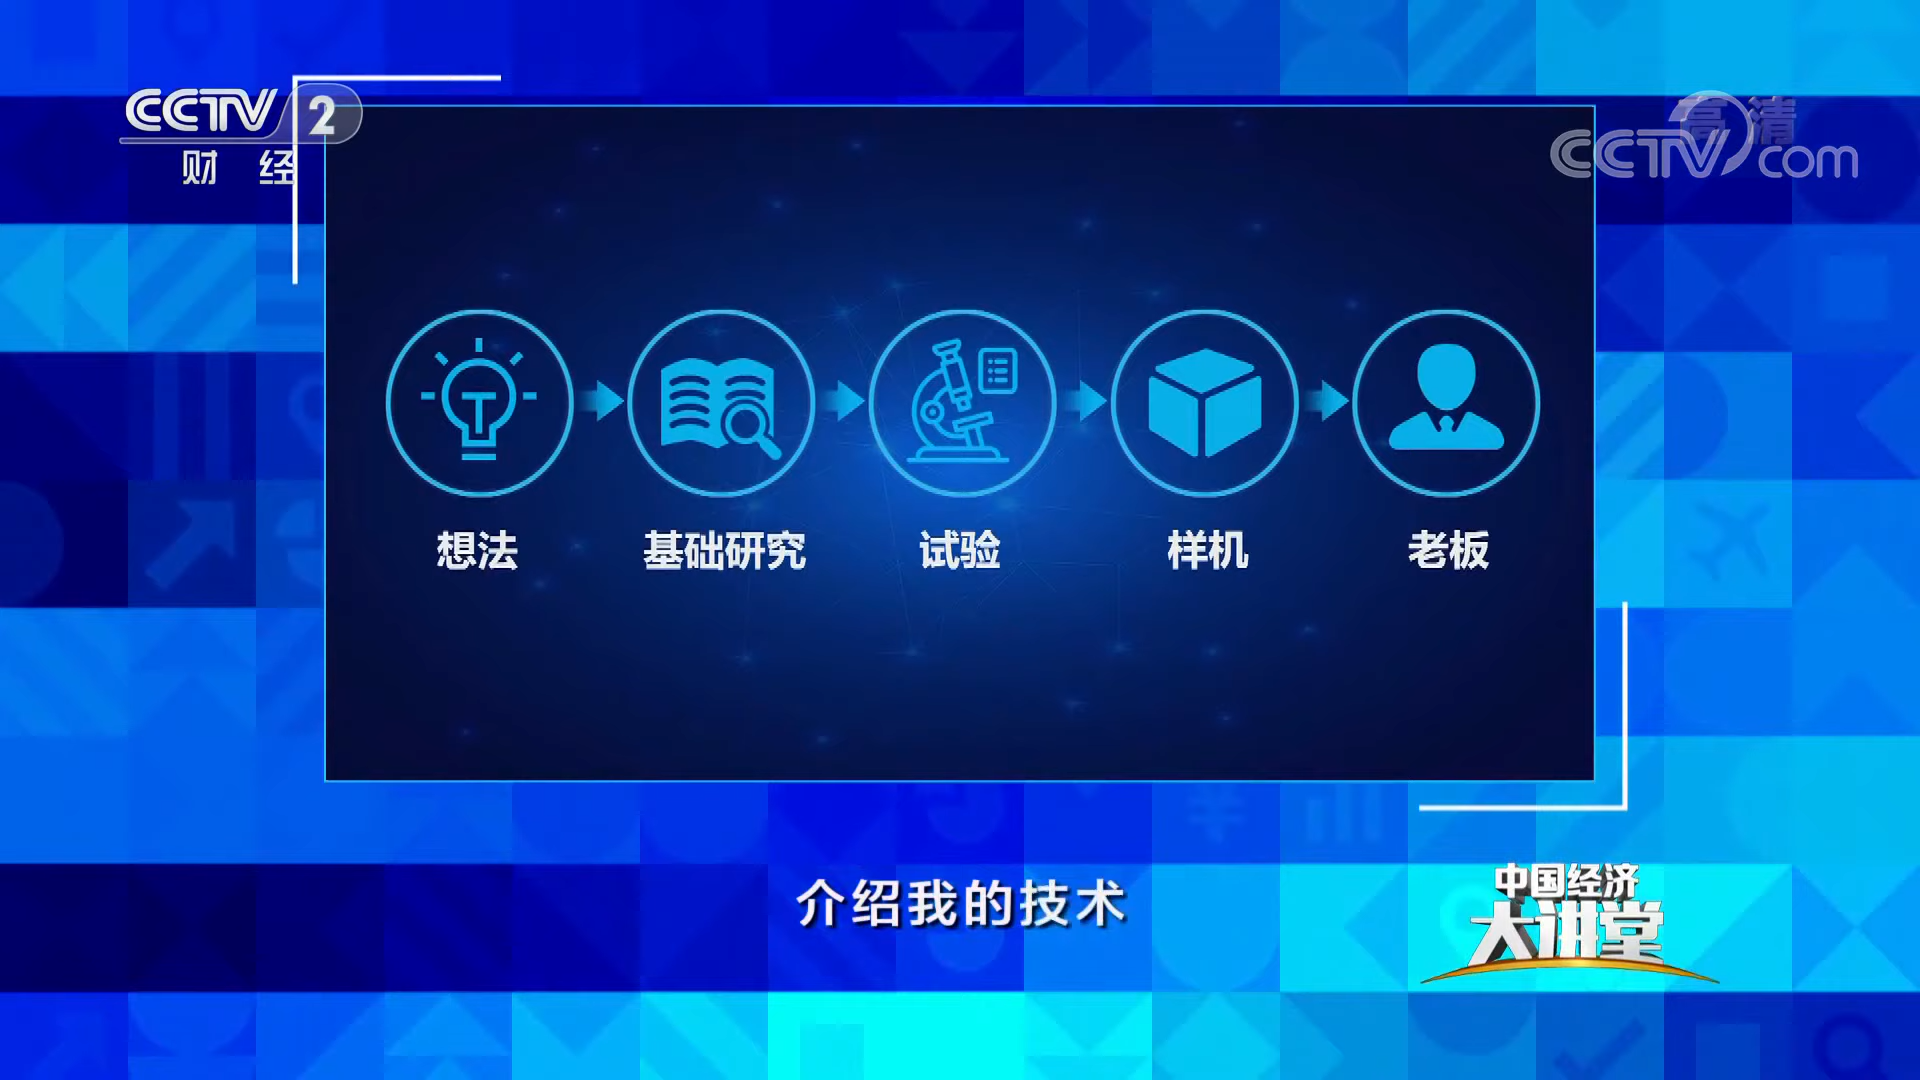 CCTV 2
财 经
高清
CCTV.com
想法
基础研究
试验
样机
老板
介绍我的技术
中国经济
大讲堂